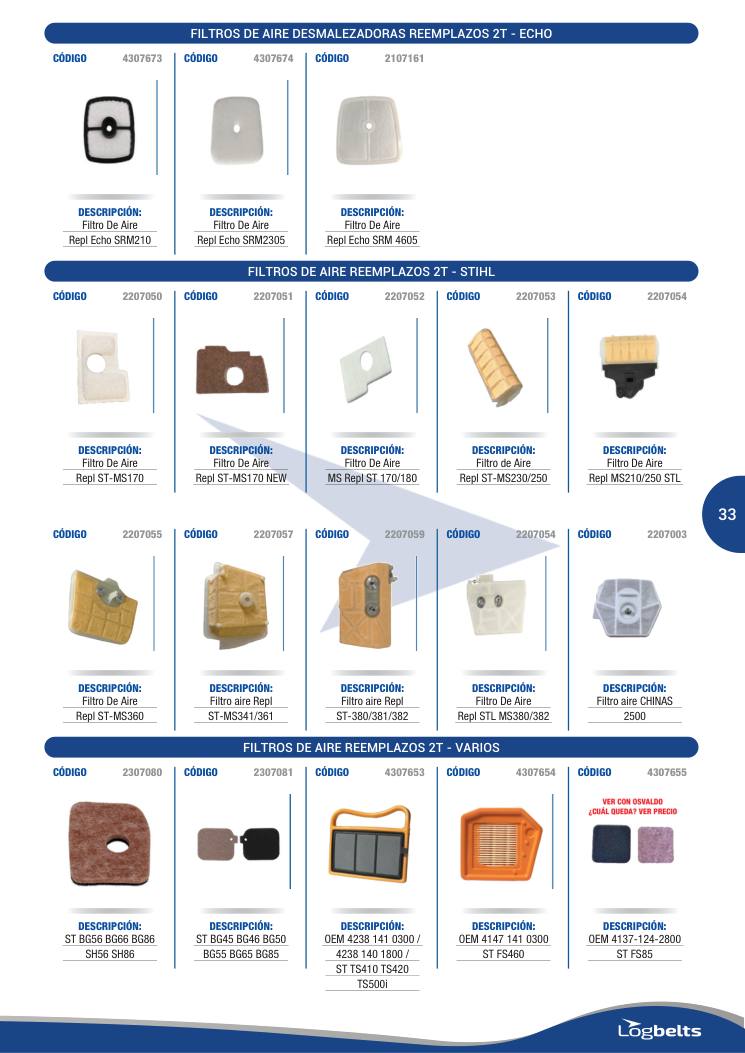 FILTROS DE AIRE DESMALEZADORAS REEMPLAZOS 2T - ECHO
CÓDIGO 4307673
DESCRIPCIÓN:
Filtro De Aire
Repl Echo SRM210
CÓDIGO 4307674
DESCRIPCIÓN:
Filtro De Aire
Repl Echo SRM2305
CÓDIGO 2107161
DESCRIPCIÓN:
Filtro De Aire
Repl Echo SRM 4605
FILTROS DE AIRE REEMPLAZOS 2T - STIHL
CÓDIGO 2207050
DESCRIPCIÓN:
Filtro De Aire
Repl ST-MS170
CÓDIGO 2207051
DESCRIPCIÓN:
Filtro De Aire
Repl ST-MS170 NEW
CÓDIGO 2207052
DESCRIPCIÓN:
Filtro De Aire
MS Repl ST 170/180
CÓDIGO 2207053
DESCRIPCIÓN:
Filtro de Aire
Repl ST-MS230/250
CÓDIGO 2207054
DESCRIPCIÓN:
Filtro De Aire
Repl MS210/250 STL
33
CÓDIGO 2207055
DESCRIPCIÓN:
Filtro De Aire
Repl ST-MS360
CÓDIGO 2207057
DESCRIPCIÓN:
Filtro aire Repl
ST-MS341/361
CÓDIGO 2207059
DESCRIPCIÓN:
Filtro aire Repl
ST-380/381/382
CÓDIGO 2207054
DESCRIPCIÓN:
Filtro De Aire
Repl STL MS380/382
CÓDIGO 2207003
DESCRIPCIÓN:
Filtro aire CHINAS
2500
FILTROS DE AIRE REEMPLAZOS 2T - VARIOS
CÓDIGO 2307080
DESCRIPCIÓN:
ST BG56 BG66 BG86
SH56 SH86
CÓDIGO 2307081
DESCRIPCIÓN:
ST BG45 BG46 BG50
BG55 BG65 BG85
CÓDIGO 4307653
DESCRIPCIÓN:
OEM 4238 141 0300 /
4238 140 1800 /
ST TS410 TS420
TS500i
CÓDIGO 4307654
DESCRIPCIÓN:
OEM 4147 141 0300
ST FS460
CÓDIGO 4307655
VER CON OSVALDO
¿CUÁL QUEDA? VER PRECIO
DESCRIPCIÓN:
OEM 4137-124-2800
ST FS85
Logbelts